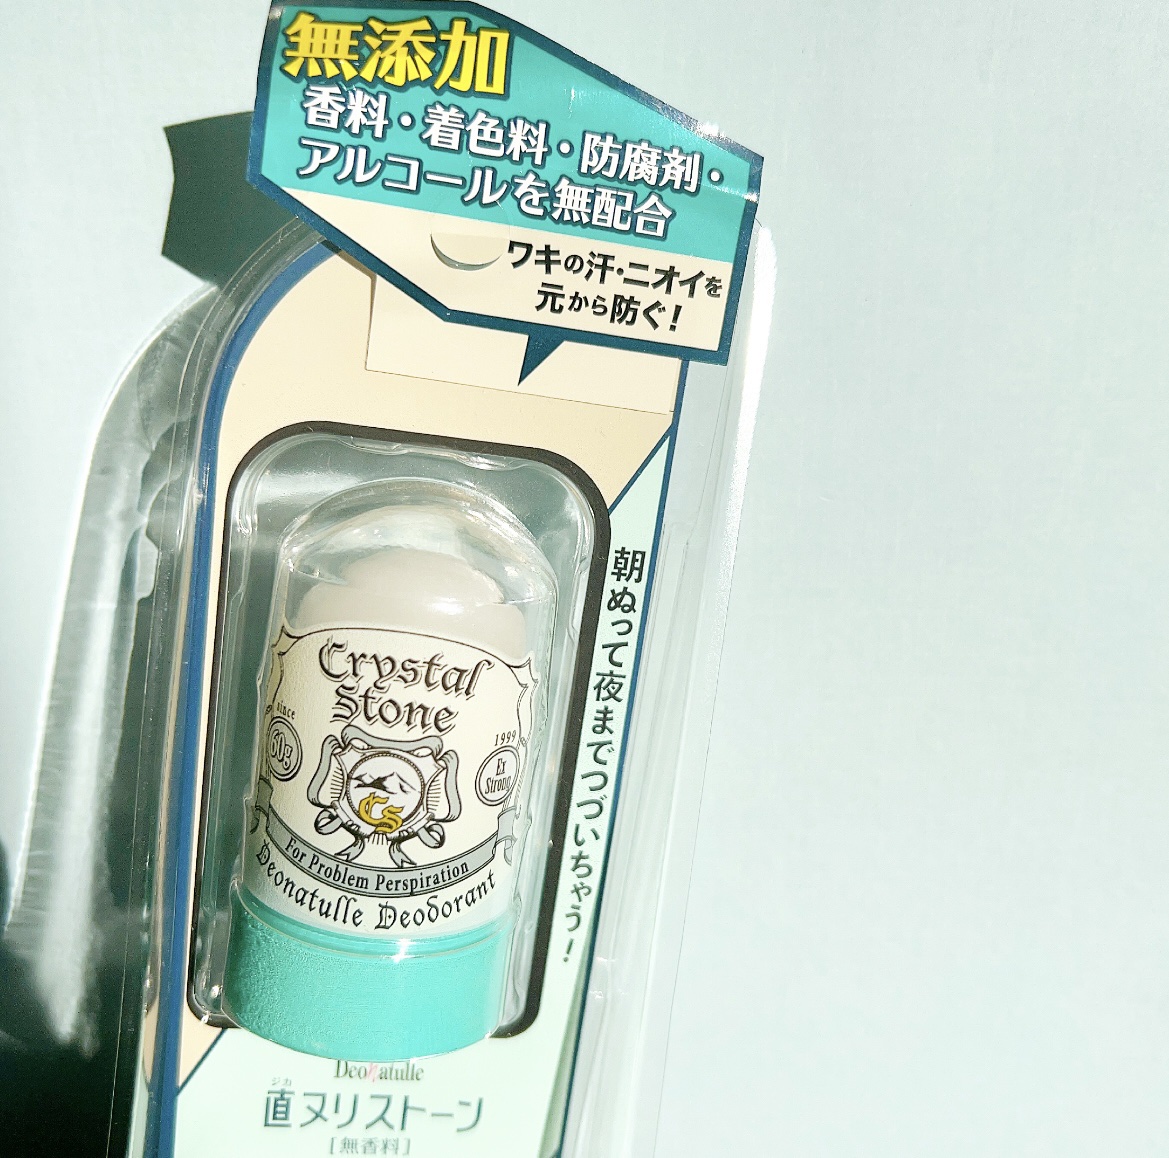 無添加
香料・着色料・防腐剤・
アルコールを無配合
ワキの汗・ニオイを
元から防ぐ！
朝ぬって夜までつづいちゃう！
Crystal
Stone
since
1999
60g
Ex
Strong
CS
For Problem Perspiration
Deonatulle Deodorant
Deonatulle
ジカ
直ヌリストーン
[無香料]